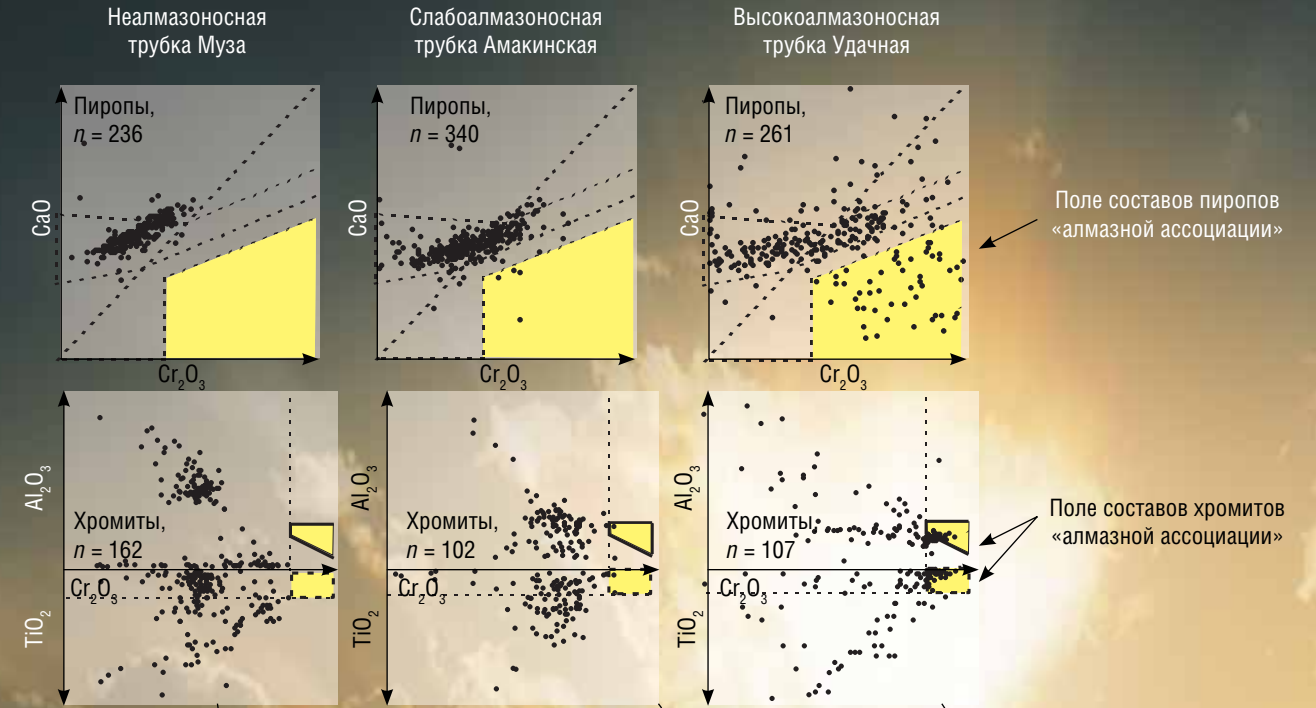 Неалмазоносная
трубка Муза
Слабоалмазоносная
трубка Амакинская
Высокоалмазоносная
трубка Удачная
Пиропы,
n = 236
CaO
Cr₂O₃
Пиропы,
n = 340
CaO
Cr₂O₃
Пиропы,
n = 261
CaO
Cr₂O₃
Поле составов пиропов
«алмазной ассоциации»
Al₂O₃
Хромиты,
n = 162
Cr₂O₃
TiO₂
Al₂O₃
Хромиты,
n = 102
Cr₂O₃
TiO₂
Al₂O₃
Хромиты,
n = 107
Cr₂O₃
TiO₂
Поле составов хромитов
«алмазной ассоциации»